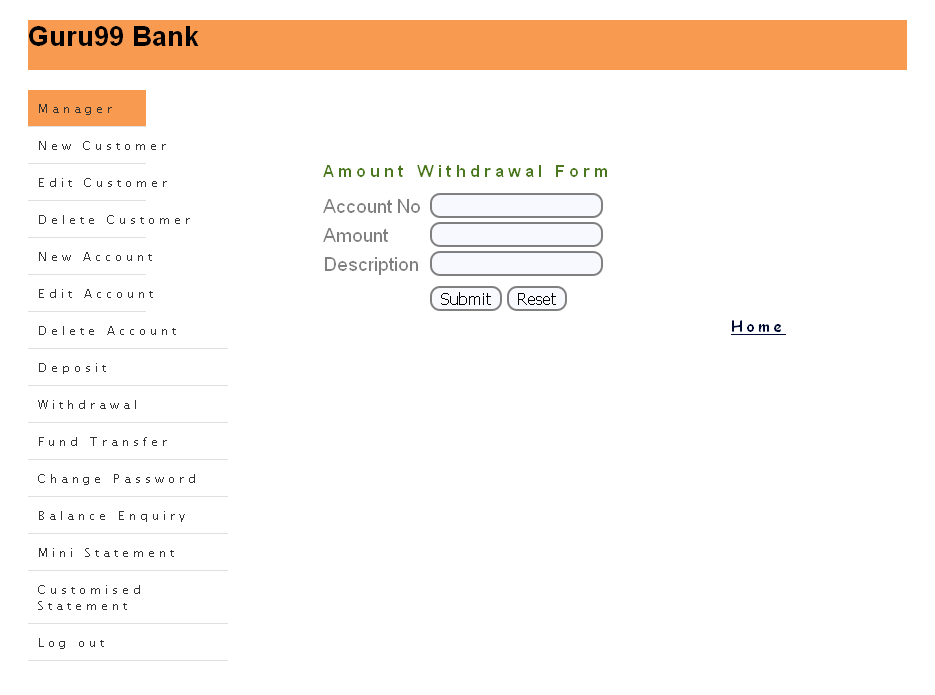 Guru99 Bank
Manager
New Customer
Edit Customer
Delete Customer
New Account
Edit Account
Delete Account
Deposit
Withdrawal
Fund Transfer
Change Password
Balance Enquiry
Mini Statement
Customised
Statement
Log out
Amount Withdrawal Form
Account No
Amount
Description
Submit Reset
Home